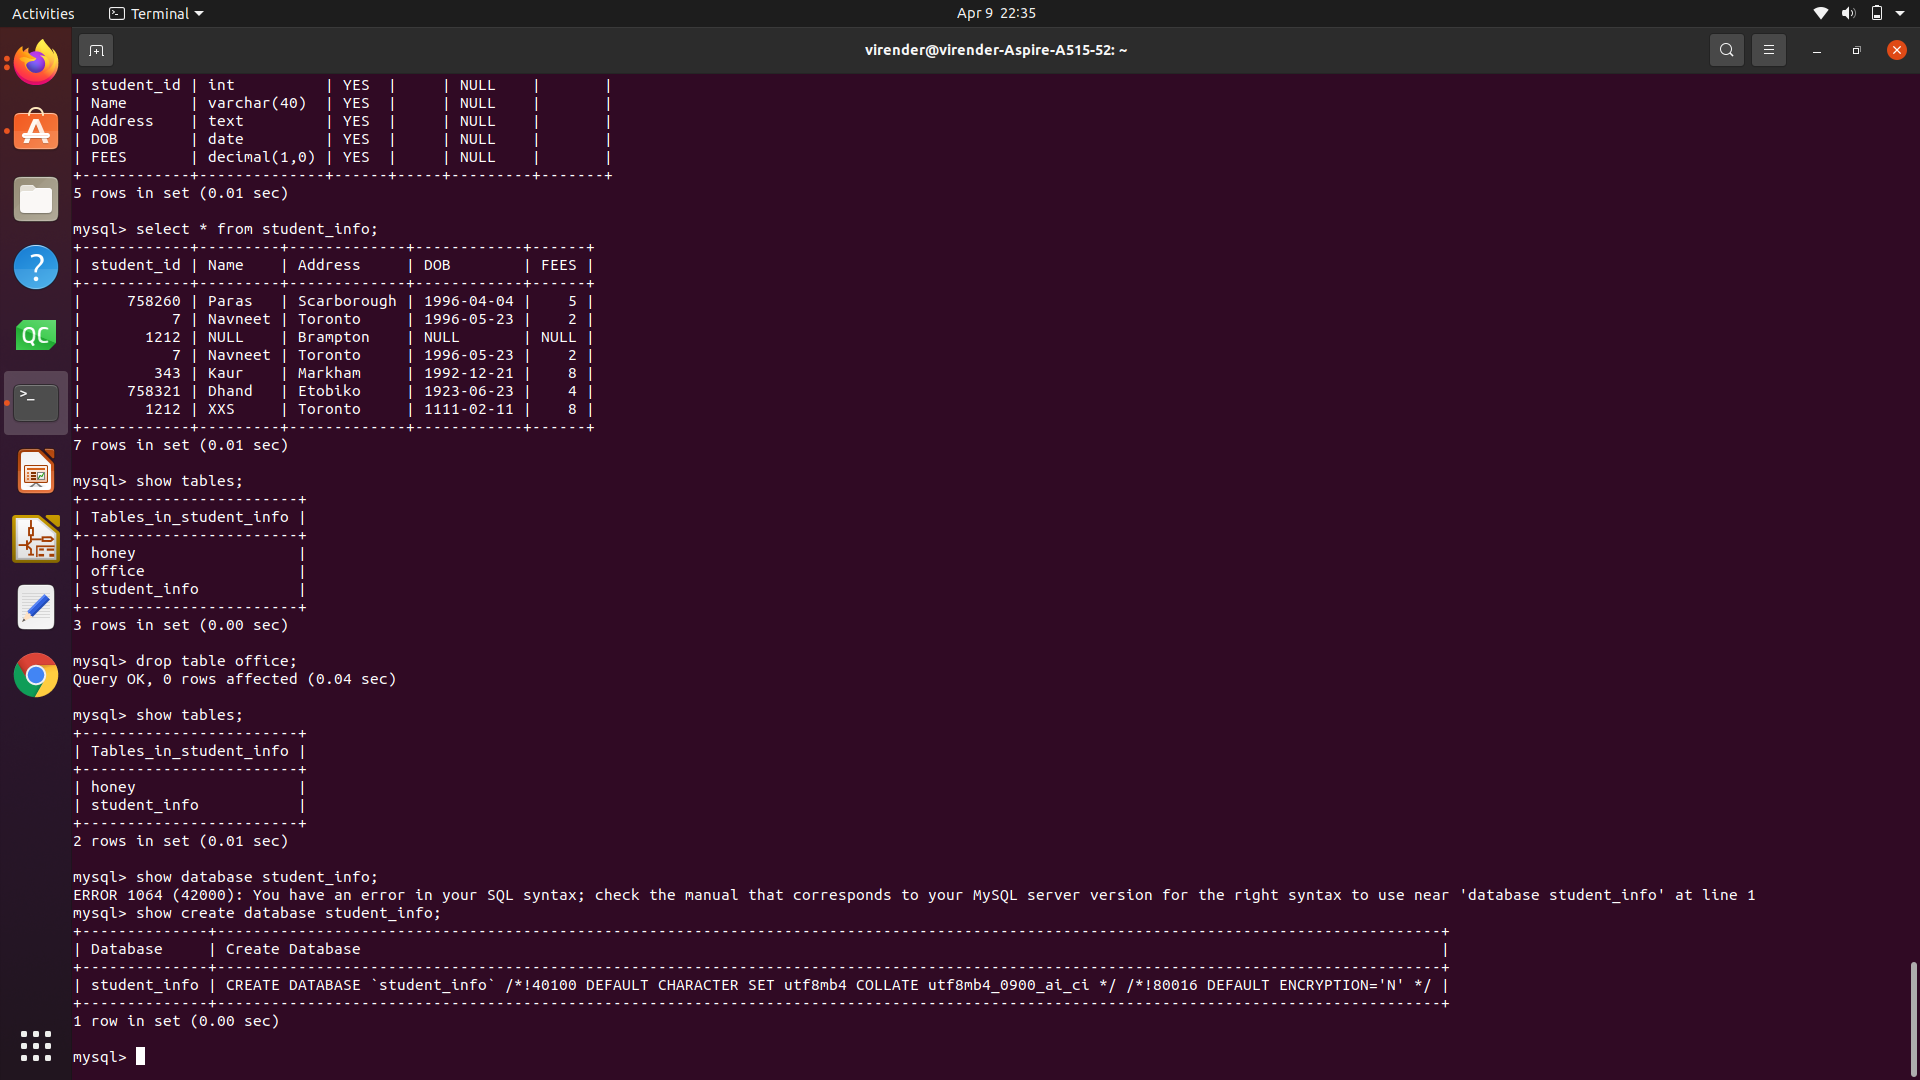 Activities Terminal Apr 9 22:35
virender@virender-Aspire-A515-52: ~
| student_id | int          | YES  |     | NULL    |       |
| Name       | varchar(40)  | YES  |     | NULL    |       |
| Address    | text         | YES  |     | NULL    |       |
| DOB        | date         | YES  |     | NULL    |       |
| FEES       | decimal(1,0) | YES  |     | NULL    |       |
+------------+--------------+------+-----+---------+-------+
5 rows in set (0.01 sec)
mysql> select * from student_info;
+------------+---------+-------------+------------+------+
| student_id | Name    | Address     | DOB        | FEES |
+------------+---------+-------------+------------+------+
|     758260 | Paras   | Scarborough | 1996-04-04 |    5 |
|          7 | Navneet | Toronto     | 1996-05-23 |    2 |
|       1212 | NULL    | Brampton    | NULL       | NULL |
|          7 | Navneet | Toronto     | 1996-05-23 |    2 |
|        343 | Kaur    | Markham     | 1992-12-21 |    8 |
|     758321 | Dhand   | Etobiko     | 1923-06-23 |    4 |
|       1212 | XXS     | Toronto     | 1111-02-11 |    8 |
+------------+---------+-------------+------------+------+
7 rows in set (0.01 sec)
mysql> show tables;
+------------------------+
| Tables_in_student_info |
+------------------------+
| honey                  |
| office                 |
| student_info           |
+------------------------+
3 rows in set (0.00 sec)
mysql> drop table office;
Query OK, 0 rows affected (0.04 sec)
mysql> show tables;
+------------------------+
| Tables_in_student_info |
+------------------------+
| honey                  |
| student_info           |
+------------------------+
2 rows in set (0.01 sec)
mysql> show database student_info;
ERROR 1064 (42000): You have an error in your SQL syntax; check the manual that corresponds to your MySQL server version for the right syntax to use near 'database student_info' at line 1
mysql> show create database student_info;
+--------------+----------------------------------------------------------------------------------------------------------------------------------------+
| Database     | Create Database                                                                                                                        |
+--------------+----------------------------------------------------------------------------------------------------------------------------------------+
| student_info | CREATE DATABASE `student_info` /*!40100 DEFAULT CHARACTER SET utf8mb4 COLLATE utf8mb4_0900_ai_ci */ /*!80016 DEFAULT ENCRYPTION='N' */ |
+--------------+----------------------------------------------------------------------------------------------------------------------------------------+
1 row in set (0.00 sec)
mysql>
QC